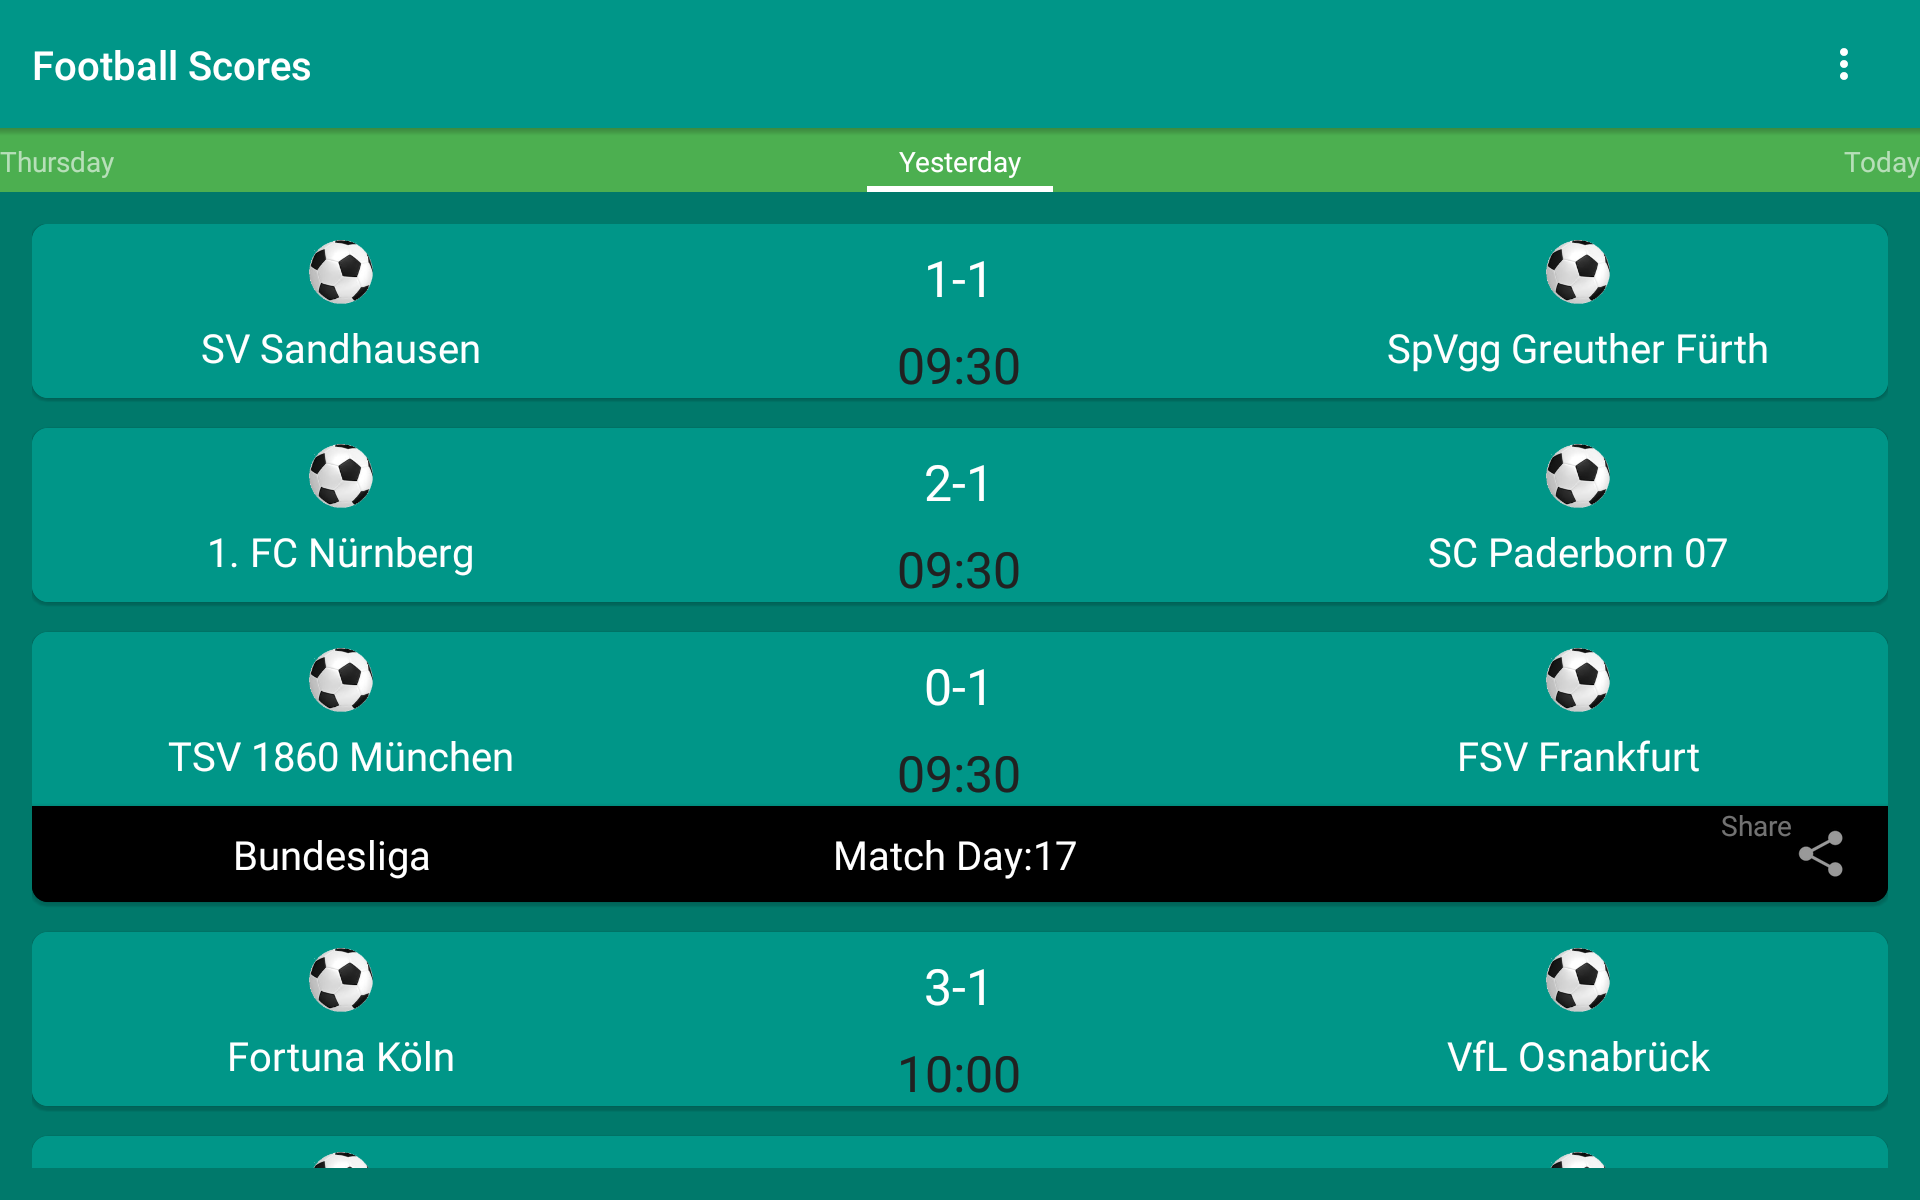 Football Scores
Thursday Yesterday Today
1-1
SV Sandhausen SpVgg Greuther Fürth
09:30
2-1
1. FC Nürnberg SC Paderborn 07
09:30
0-1
TSV 1860 München FSV Frankfurt
09:30
Share
Bundesliga Match Day:17
3-1
Fortuna Köln VfL Osnabrück
10:00